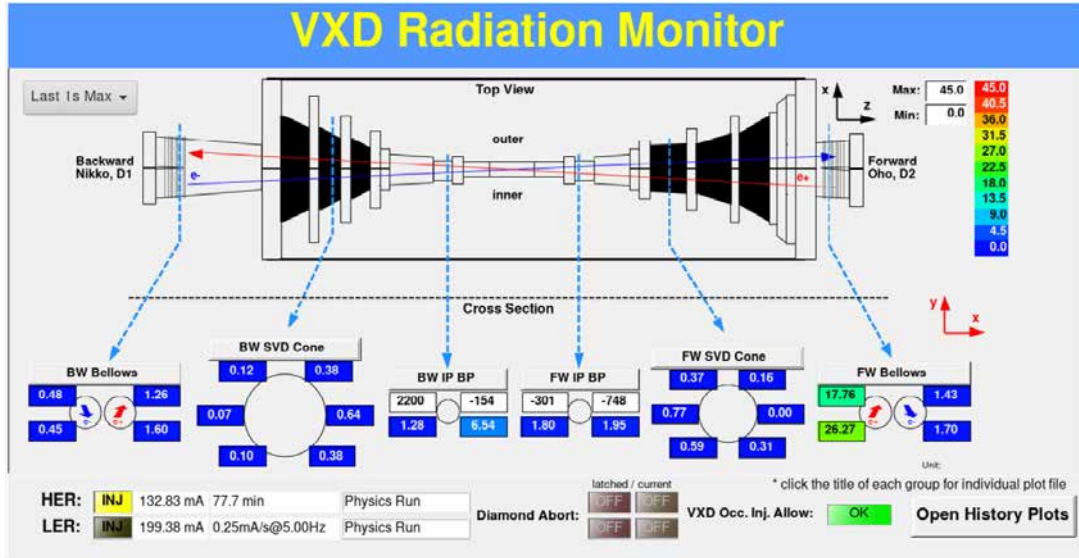 VXD Radiation Monitor
Last 1s Max
Top View
x
z
Max: 45.0
Min: 0.0
45.0
40.5
36.0
31.5
27.0
22.5
18.0
13.5
9.0
4.5
0.0
outer
Backward
Nikko, D1
e-
inner
e+
Forward
Oho, D2
Cross Section
y
x
BW Bellows
0.48 1.26
0.45 1.60
e- e+
BW SVD Cone
0.12 0.38
0.07 0.64
0.10 0.38
BW IP BP
2200 -154
1.28 6.54
FW IP BP
-301 -748
1.80 1.95
FW SVD Cone
0.37 0.16
0.77 0.00
0.59 0.31
FW Bellows
17.76 1.43
26.27 1.70
e+ e-
Unit:
* click the title of each group for individual plot file
HER: INJ 132.83 mA 77.7 min Physics Run
LER: INJ 199.38 mA 0.25mA/s@5.00Hz Physics Run
latched / current
Diamond Abort: OFF OFF
OFF OFF
VXD Occ. Inj. Allow: OK
Open History Plots